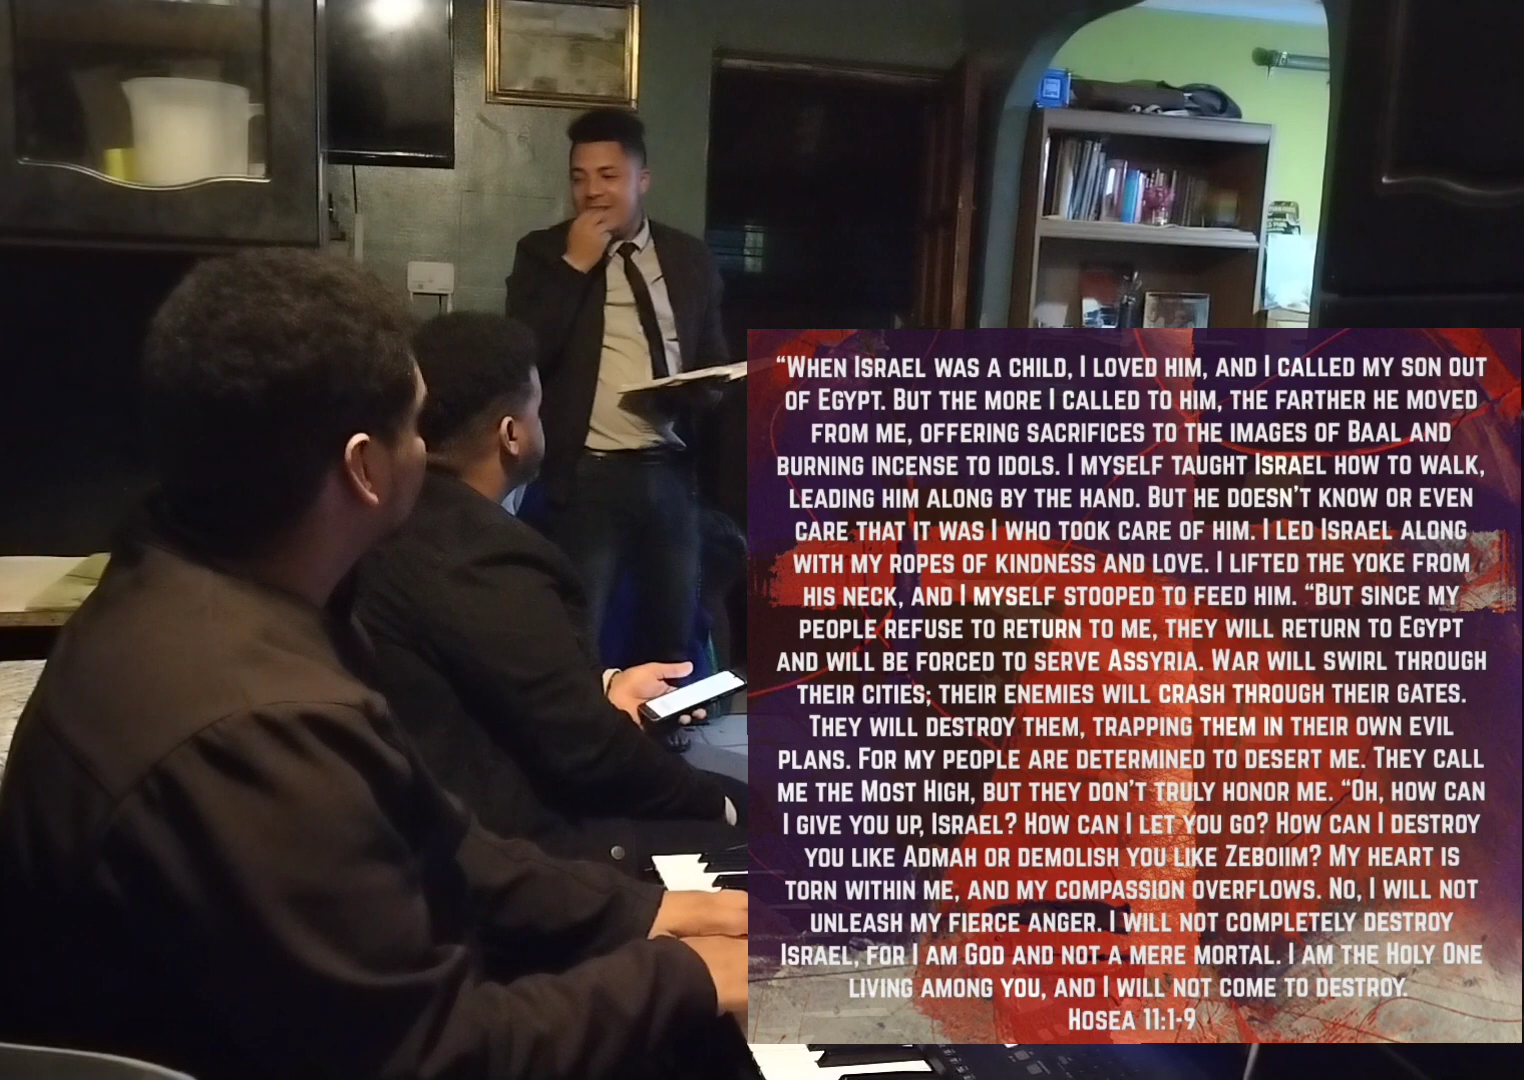 “When Israel was a child, I loved him, and I called my son out
of Egypt. But the more I called to him, the farther he moved
from me, offering sacrifices to the images of Baal and
burning incense to idols. I myself taught Israel how to walk,
leading him along by the hand. But he doesn’t know or even
care that it was I who took care of him. I led Israel along
with my ropes of kindness and love. I lifted the yoke from
his neck, and I myself stooped to feed him. “But since my
people refuse to return to me, they will return to Egypt
and will be forced to serve Assyria. War will swirl through
their cities; their enemies will crash through their gates.
They will destroy them, trapping them in their own evil
plans. For my people are determined to desert me. They call
me the Most High, but they don’t truly honor me. “Oh, how can
I give you up, Israel? How can I let you go? How can I destroy
you like Admah or demolish you like Zeboiim? My heart is
torn within me, and my compassion overflows. No, I will not
unleash my fierce anger. I will not completely destroy
Israel, for I am God and not a mere mortal. I am the Holy One
living among you, and I will not come to destroy.
Hosea 11:1-9